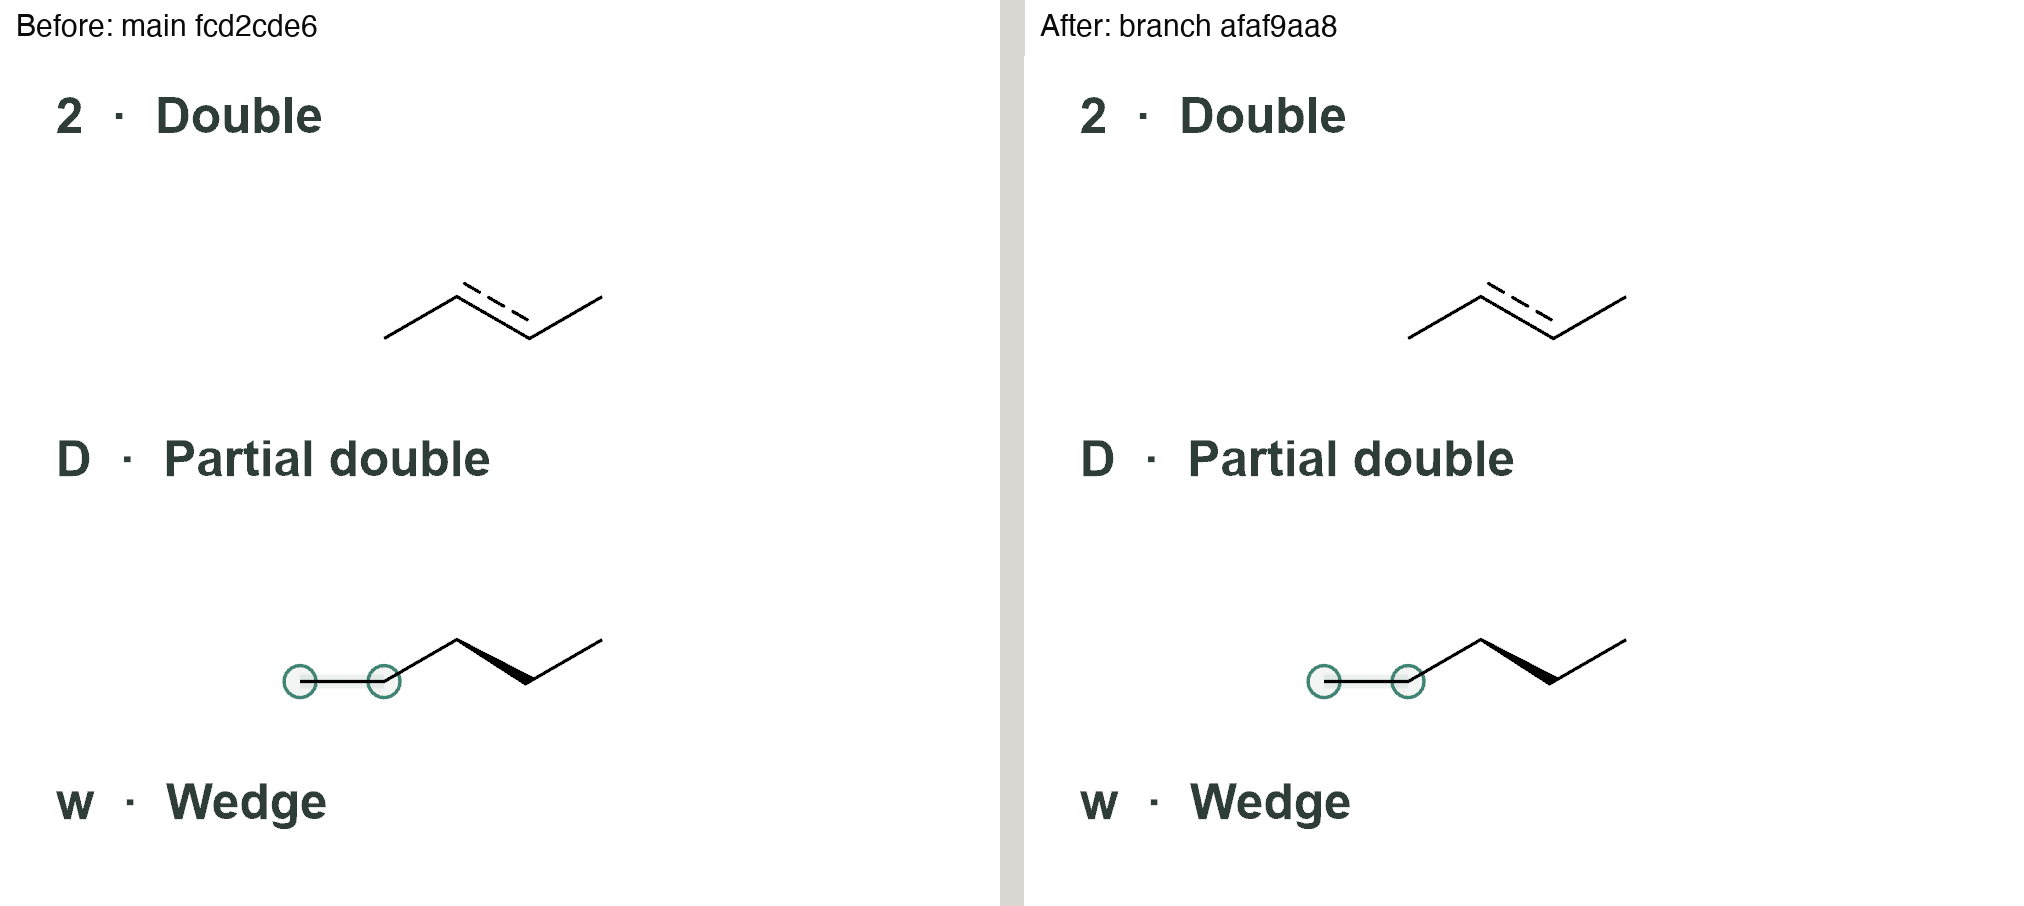 Before: main fcd2cde6
2 · Double
D · Partial double
w · Wedge
After: branch afaf9aa8
2 · Double
D · Partial double
w · Wedge